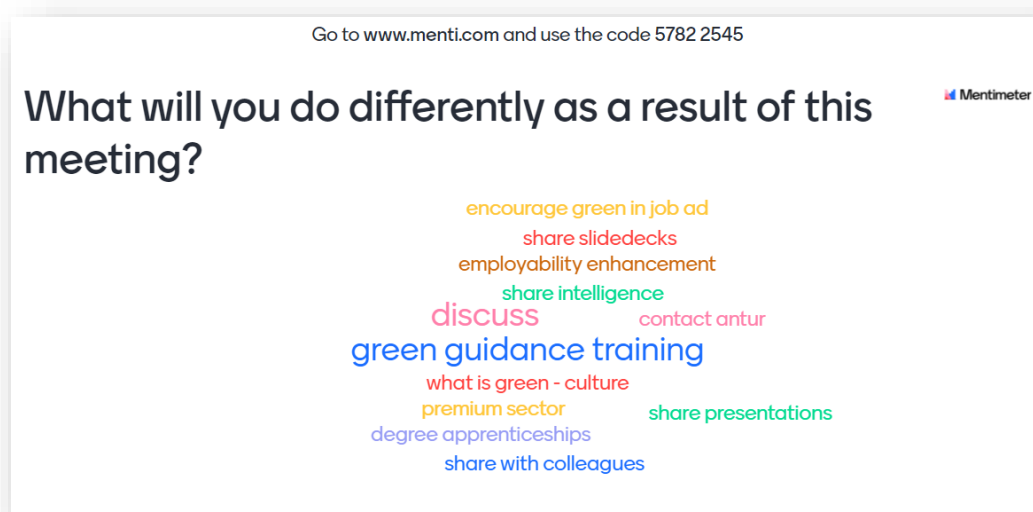 Go to www.menti.com and use the code 5782 2545
What will you do differently as a result of this
meeting?
Mentimeter
encourage green in job ad
share slidedecks
employability enhancement
share intelligence
discuss
contact antur
green guidance training
what is green - culture
premium sector
share presentations
degree apprenticeships
share with colleagues